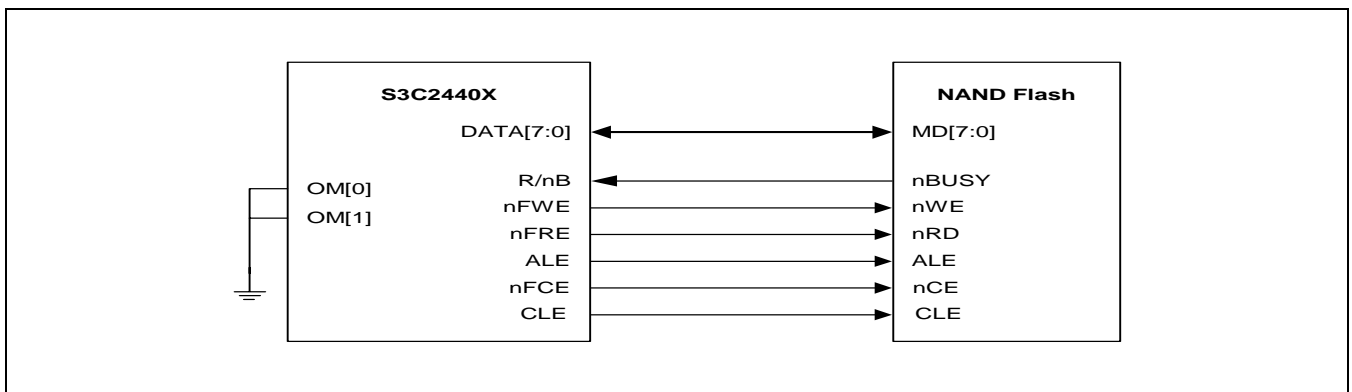 S3C2440X
DATA[7:0]
R/nB
OM[0]
nFWE
OM[1]
nFRE
ALE
nFCE
CLE
NAND Flash
MD[7:0]
nBUSY
nWE
nRD
ALE
nCE
CLE